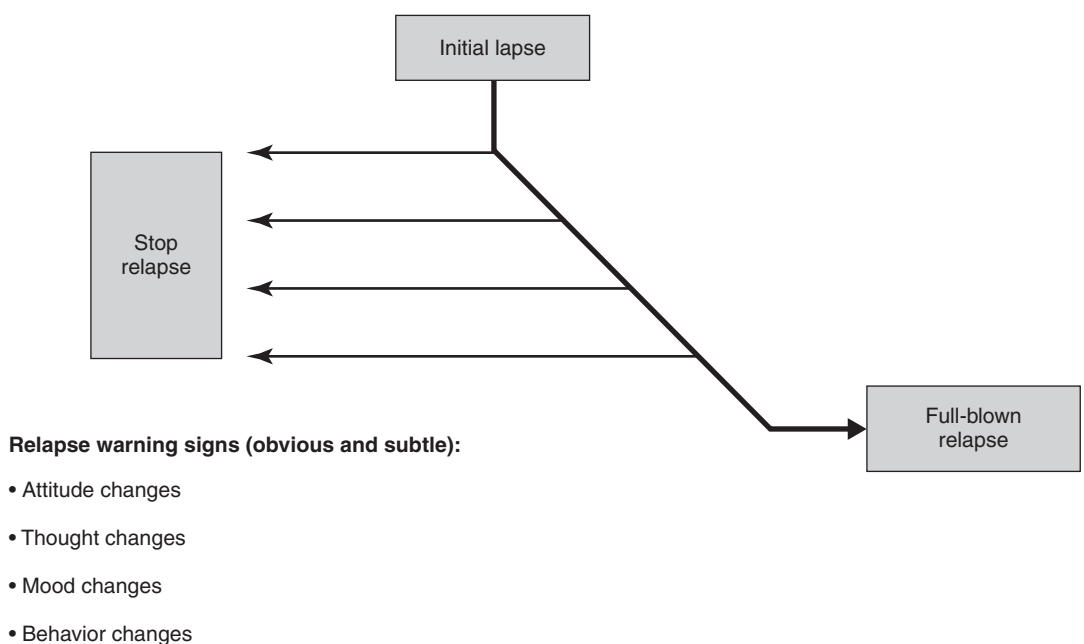 Initial lapse
Stop
relapse
Full-blown
relapse
Relapse warning signs (obvious and subtle):
• Attitude changes
• Thought changes
• Mood changes
• Behavior changes